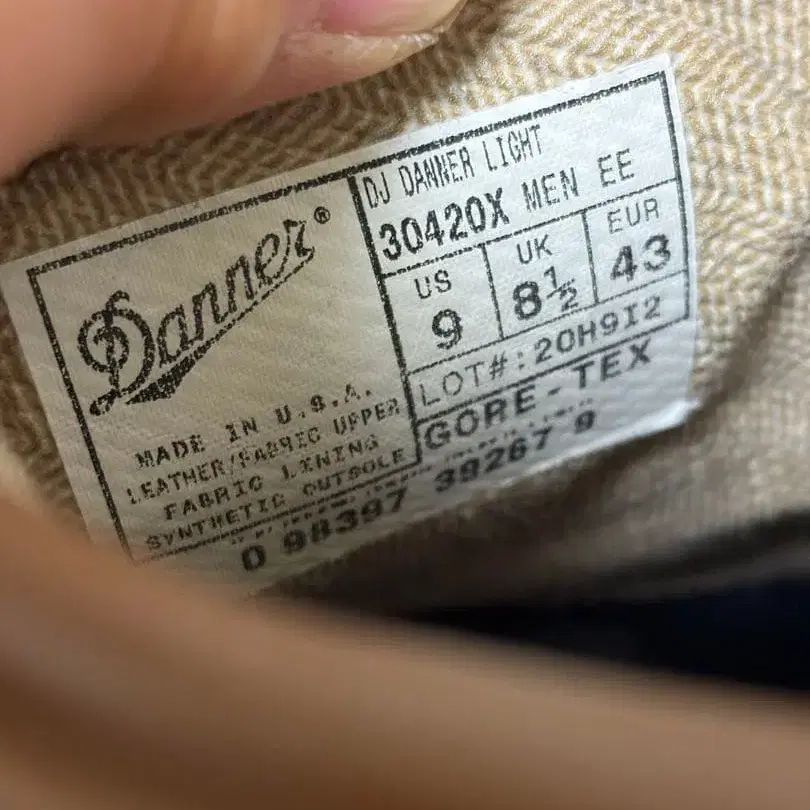 Danner®
MADE IN U.S.A.
LEATHER/FABRIC UPPER
FABRIC LINING
SYNTHETIC OUTSOLE
DJ DANNER LIGHT
30420X MEN EE
US UK EUR
9 8½ 43
LOT#:20H9I2
GORE-TEX
0 98397 39267 9